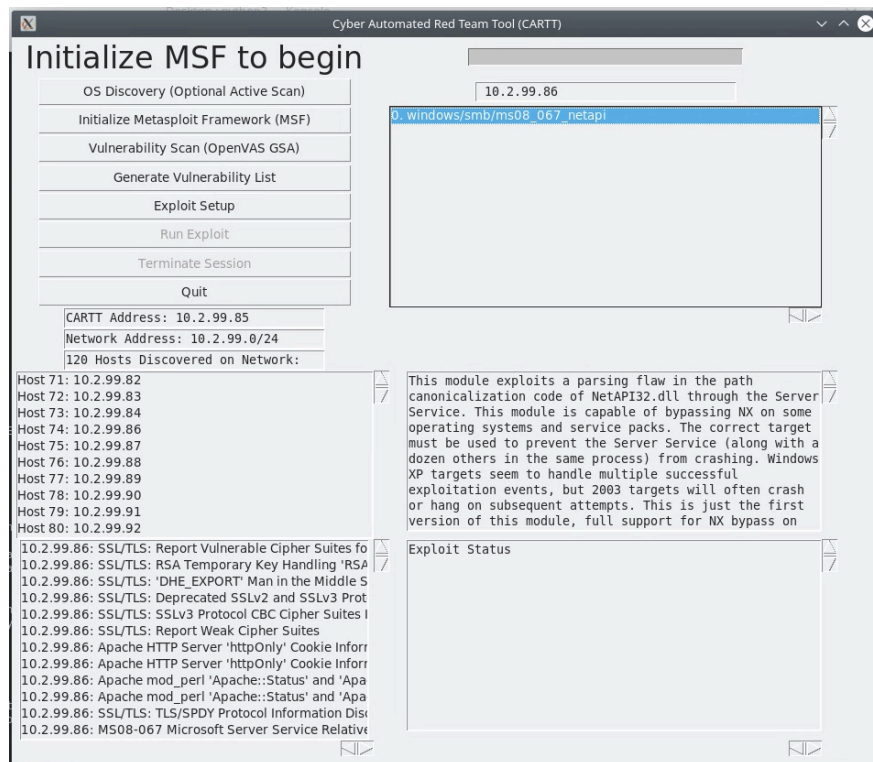 Cyber Automated Red Team Tool (CARTT)
Initialize MSF to begin
OS Discovery (Optional Active Scan)
Initialize Metasploit Framework (MSF)
Vulnerability Scan (OpenVAS GSA)
Generate Vulnerability List
Exploit Setup
Run Exploit
Terminate Session
Quit
CARTT Address: 10.2.99.85
Network Address: 10.2.99.0/24
120 Hosts Discovered on Network:
10.2.99.86
0. windows/smb/ms08_067_netapi
Host 71: 10.2.99.82
Host 72: 10.2.99.83
Host 73: 10.2.99.84
Host 74: 10.2.99.86
Host 75: 10.2.99.87
Host 76: 10.2.99.88
Host 77: 10.2.99.89
Host 78: 10.2.99.90
Host 79: 10.2.99.91
Host 80: 10.2.99.92
This module exploits a parsing flaw in the path
canonicalization code of NetAPI32.dll through the Server
Service. This module is capable of bypassing NX on some
operating systems and service packs. The correct target
must be used to prevent the Server Service (along with a
dozen others in the same process) from crashing. Windows
XP targets seem to handle multiple successful
exploitation events, but 2003 targets will often crash
or hang on subsequent attempts. This is just the first
version of this module, full support for NX bypass on
10.2.99.86: SSL/TLS: Report Vulnerable Cipher Suites fo
10.2.99.86: SSL/TLS: RSA Temporary Key Handling 'RSA
10.2.99.86: SSL/TLS: 'DHE_EXPORT' Man in the Middle S
10.2.99.86: SSL/TLS: Deprecated SSLv2 and SSLv3 Prot
10.2.99.86: SSL/TLS: SSLv3 Protocol CBC Cipher Suites I
10.2.99.86: SSL/TLS: Report Weak Cipher Suites
10.2.99.86: Apache HTTP Server 'httpOnly' Cookie Inforr
10.2.99.86: Apache HTTP Server 'httpOnly' Cookie Inforr
10.2.99.86: Apache mod_perl 'Apache::Status' and 'Apa
10.2.99.86: Apache mod_perl 'Apache::Status' and 'Apa
10.2.99.86: SSL/TLS: TLS/SPDY Protocol Information Disc
10.2.99.86: MS08-067 Microsoft Server Service Relative
Exploit Status